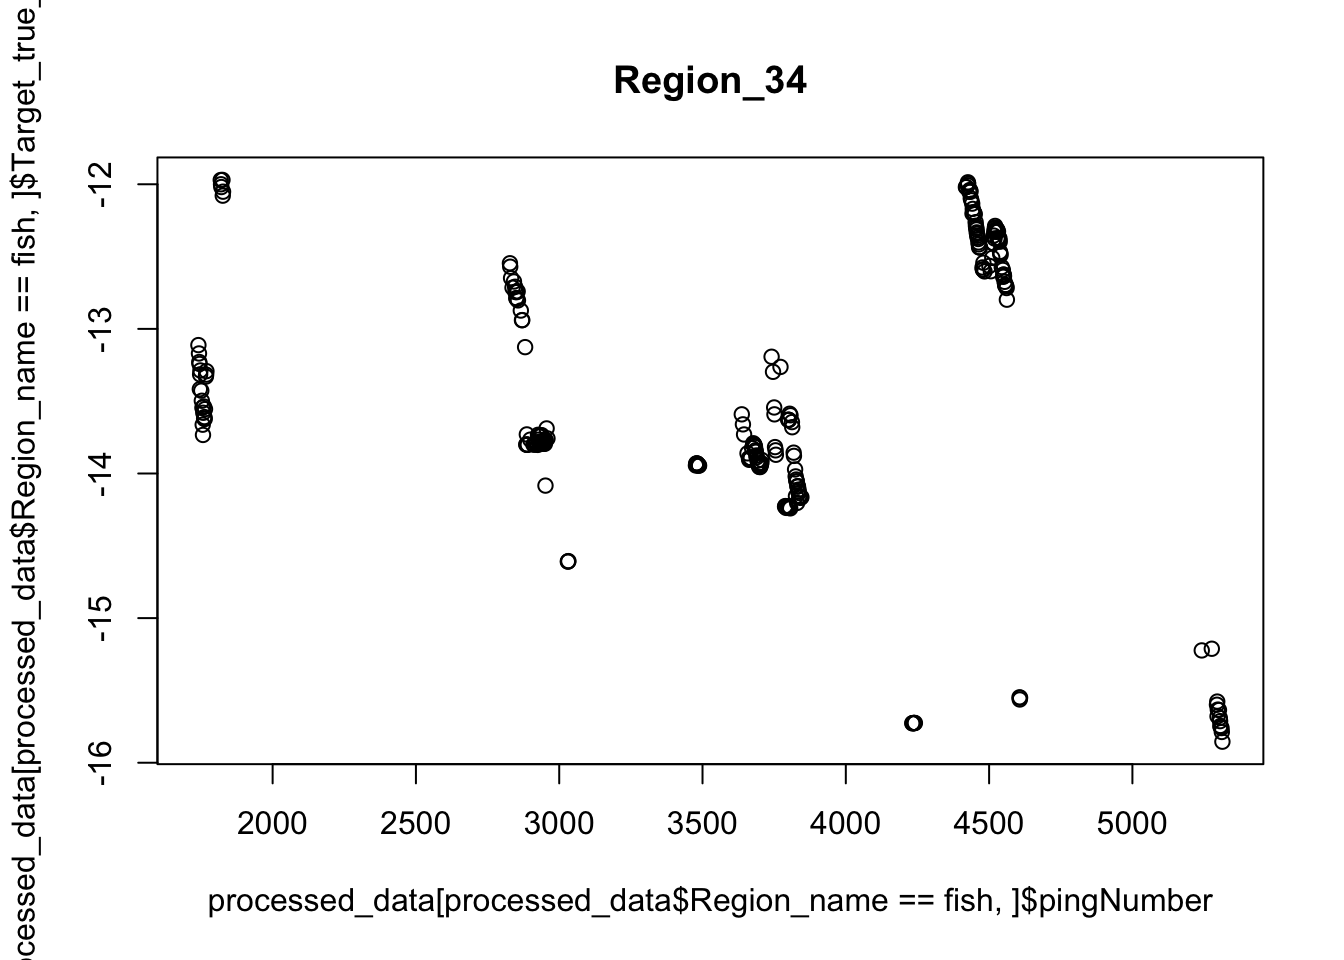 Region_34
cessed_data[processed_data$Region_name == fish, ]$Target_true_
-12
-13
-14
-15
-16
2000 2500 3000 3500 4000 4500 5000
processed_data[processed_data$Region_name == fish, ]$pingNumber